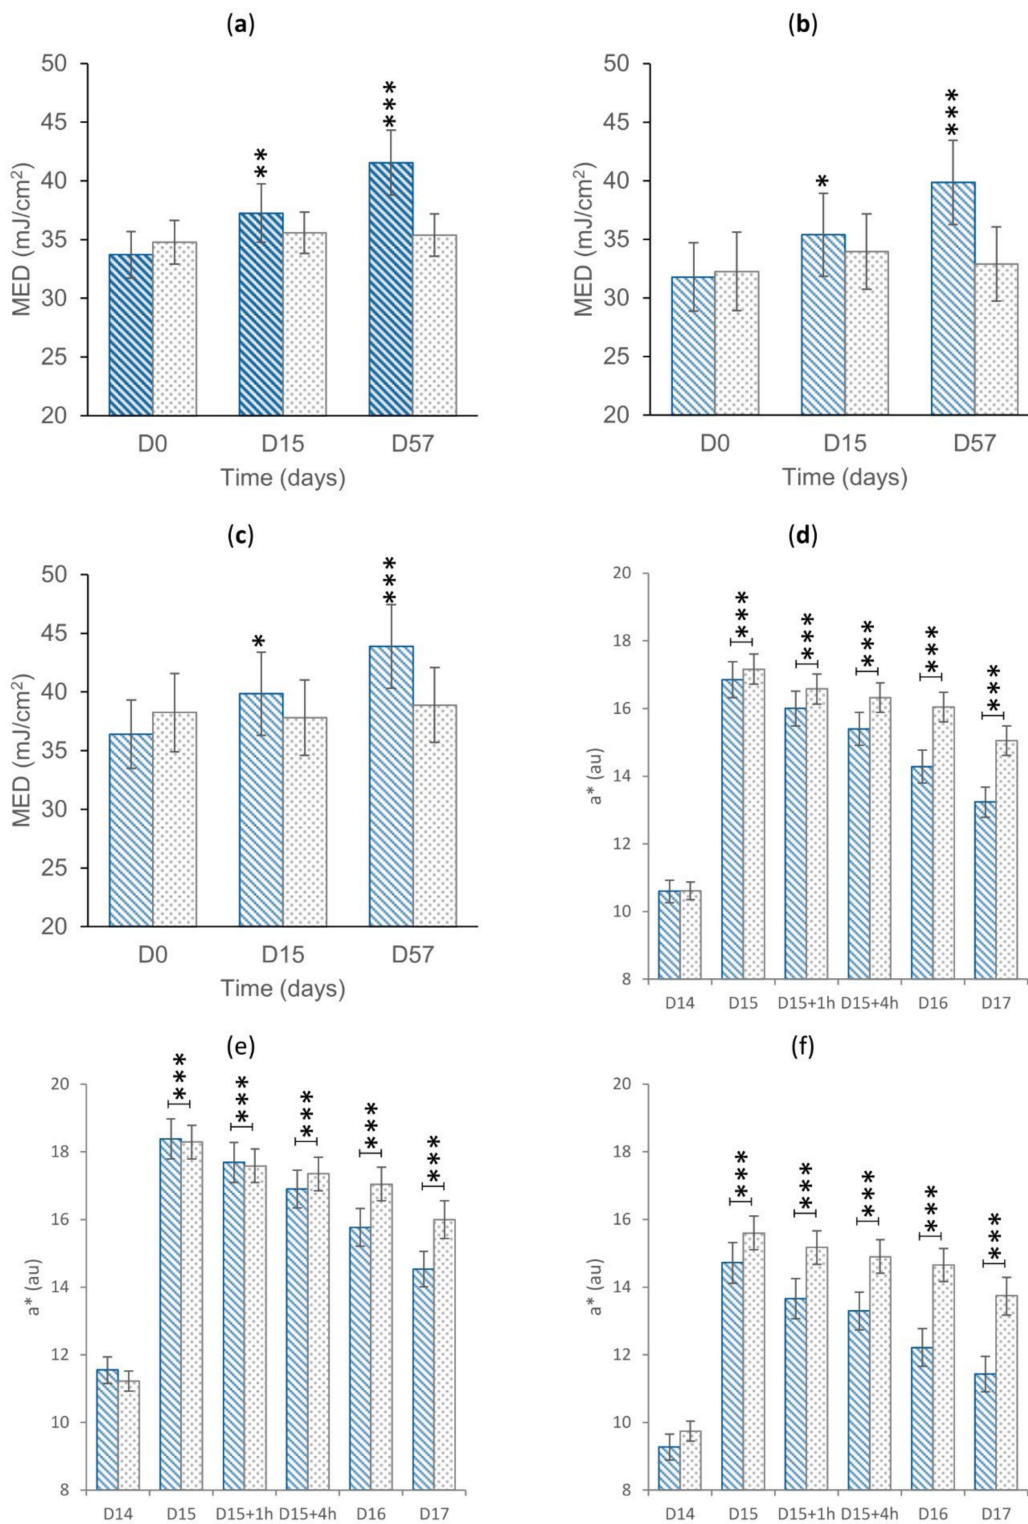 (a)
50
45
40
35
30
25
20
MED (mJ/cm²)
**
***
D0 D15 D57
Time (days)
(b)
50
45
40
35
30
25
20
MED (mJ/cm²)
*
***
D0 D15 D57
Time (days)
(c)
50
45
40
35
30
25
20
MED (mJ/cm²)
*
***
D0 D15 D57
Time (days)
(d)
20
18
16
14
12
10
8
a* (au)
*** *** *** *** ***
D14 D15 D15+1h D15+4h D16 D17
(e)
20
18
16
14
12
10
8
a* (au)
*** *** *** *** ***
D14 D15 D15+1h D15+4h D16 D17
(f)
20
18
16
14
12
10
8
a* (au)
*** *** *** *** ***
D14 D15 D15+1h D15+4h D16 D17